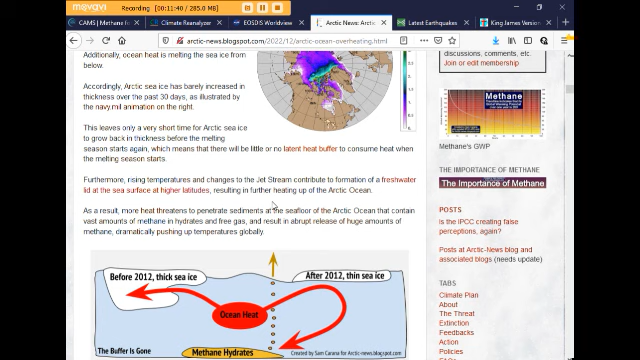 movavi
00:11:40 / 285.0 MB
CAMS | Methane f
Climate Reanalyzer
EOSDIS Worldview
Arctic News: Arctic
Latest Earthquakes
King James Version
arctic-news.blogspot.com/2022/12/arctic-ocean-overheating.html
Additionally, ocean heat is melting the sea ice from
below.
Accordingly, Arctic sea ice has barely increased in
thickness over the past 30 days, as illustrated by
the navy.mil animation on the right.
This leaves only a very short time for Arctic sea ice
to grow back in thickness before the melting
season starts again, which means that there will be little or no latent heat buffer to consume heat when
the melting season starts.
Furthermore, rising temperatures and changes to the Jet Stream contribute to formation of a freshwater
lid at the sea surface at higher latitudes, resulting in further heating up of the Arctic Ocean.
As a result, more heat threatens to penetrate sediments at the seafloor of the Arctic Ocean that contain
vast amounts of methane in hydrates and free gas, and result in abrupt release of huge amounts of
methane, dramatically pushing up temperatures globally.
Before 2012, thick sea ice
After 2012, thin sea ice
Ocean Heat
The Buffer Is Gone
Methane Hydrates
Created by Sam Carana for Arctic-news.blogspot.com
discussions, comments, etc.
Join or edit membership
Methane
Methane's GWP
THE IMPORTANCE OF METHANE
The Importance of Methane
POSTS
Is the IPCC creating false
perceptions, again?
Posts at Arctic-News blog and
associated blogs (needs update)
TABS
Climate Plan
About
The Threat
Extinction
Feedbacks
Action
Policies
FAQ's